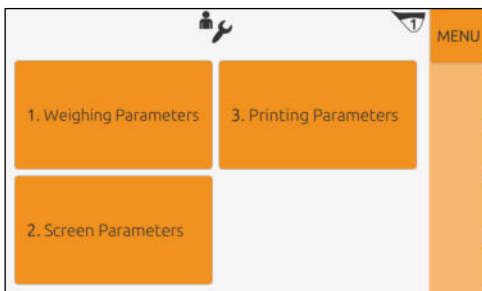 1
MENU
1. Weighing Parameters
3. Printing Parameters
2. Screen Parameters